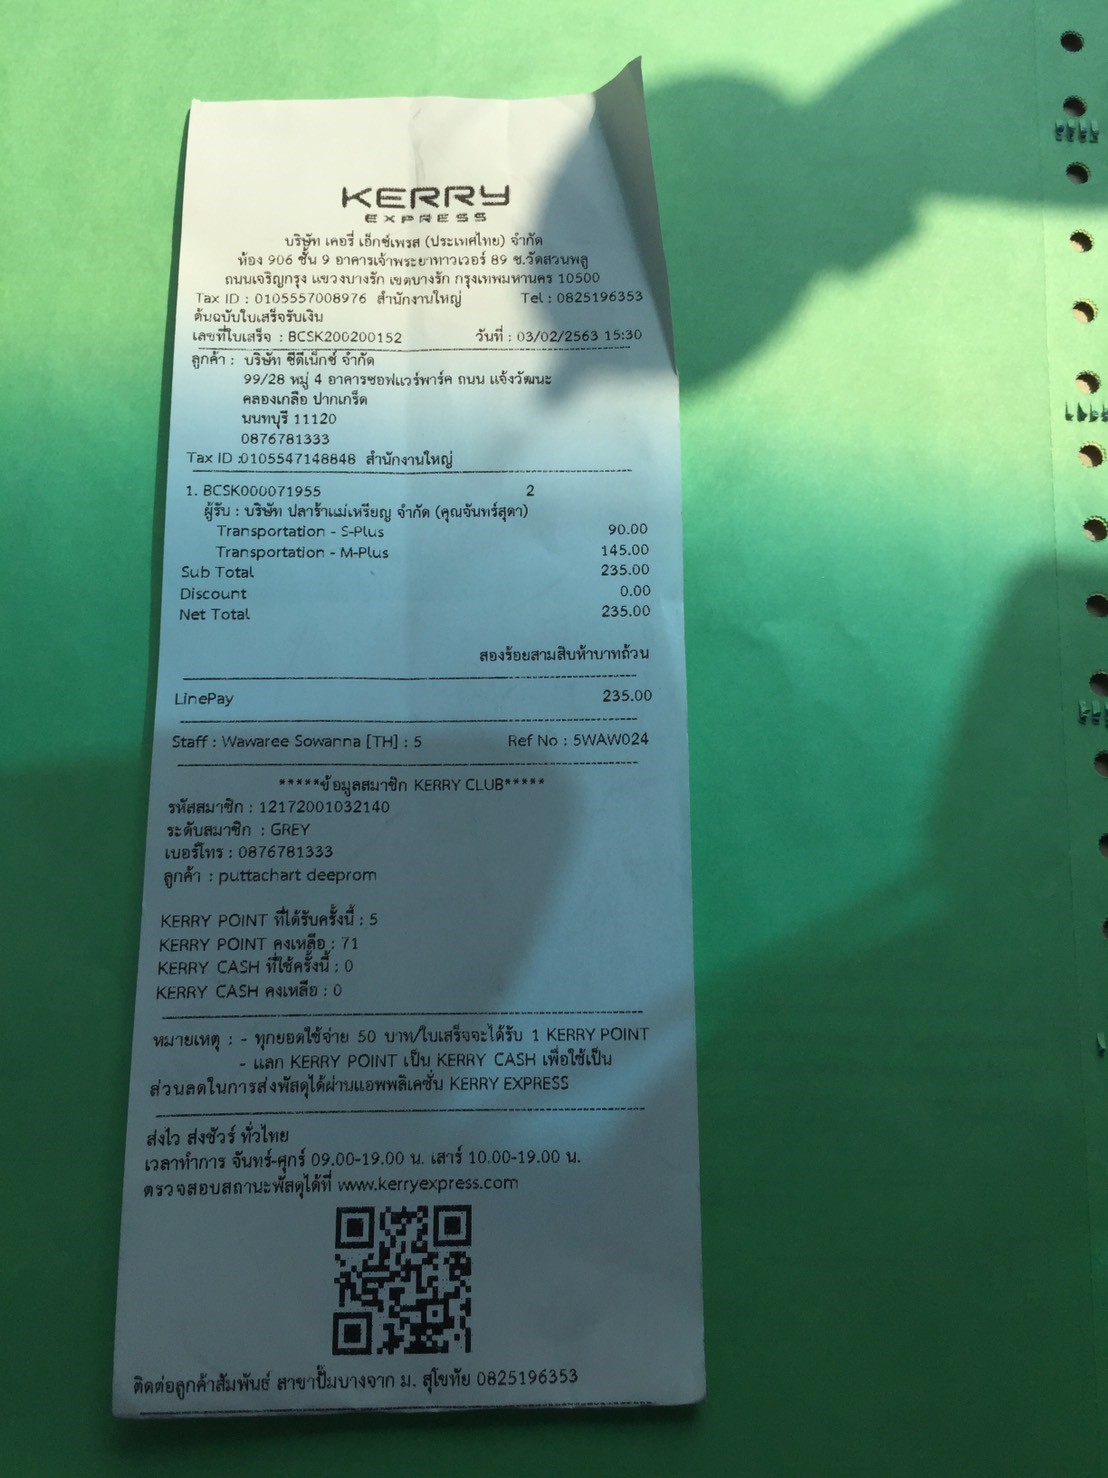 KERRY
EXPRESS
บริษัท เคอรี่ เอ็กซ์เพรส (ประเทศไทย) จำกัด
ห้อง 906 ชั้น 9 อาคารเจ้าพระยาทาวเวอร์ 89 ซ.วัดสวนพลู
ถนนเจริญกรุง แขวงบางรัก เขตบางรัก กรุงเทพมหานคร 10500
Tax ID : 0105557008976 สำนักงานใหญ่ Tel : 0825196353
ต้นฉบับใบเสร็จรับเงิน
เลขที่ใบเสร็จ : BCSK200200152 วันที่ : 03/02/2563 15:30
ลูกค้า : บริษัท ซีดีเน็กซ์ จำกัด
99/28 หมู่ 4 อาคารซอฟแวร์พาร์ค ถนน แจ้งวัฒนะ
คลองเกลือ ปากเกร็ด
นนทบุรี 11120
0876781333
Tax ID :0105547148848 สำนักงานใหญ่
1. BCSK000071955 2
ผู้รับ : บริษัท ปลาร้าแม่เหรียญ จำกัด (คุณจันทร์สุดา)
Transportation - S-Plus 90.00
Transportation - M-Plus 145.00
Sub Total 235.00
Discount 0.00
Net Total 235.00
สองร้อยสามสิบห้าบาทถ้วน
LinePay 235.00
Staff : Wawaree Sowanna [TH] : 5 Ref No : 5WAW024
*****ข้อมูลสมาชิก KERRY CLUB*****
รหัสสมาชิก : 12172001032140
ระดับสมาชิก : GREY
เบอร์โทร : 0876781333
ลูกค้า : puttachart deeprom
KERRY POINT ที่ได้รับครั้งนี้ : 5
KERRY POINT คงเหลือ : 71
KERRY CASH ที่ใช้ครั้งนี้ : 0
KERRY CASH คงเหลือ : 0
หมายเหตุ : - ทุกยอดใช้จ่าย 50 บาท/ใบเสร็จจะได้รับ 1 KERRY POINT
- แลก KERRY POINT เป็น KERRY CASH เพื่อใช้เป็น
ส่วนลดในการส่งพัสดุได้ผ่านแอพพลิเคชั่น KERRY EXPRESS
ส่งไว ส่งชัวร์ ทั่วไทย
เวลาทำการ จันทร์-ศุกร์ 09.00-19.00 น. เสาร์ 10.00-19.00 น.
ตรวจสอบสถานะพัสดุได้ที่ www.kerryexpress.com
ติดต่อลูกค้าสัมพันธ์ สาขาปั๊มบางจาก ม. สุโขทัย 0825196353